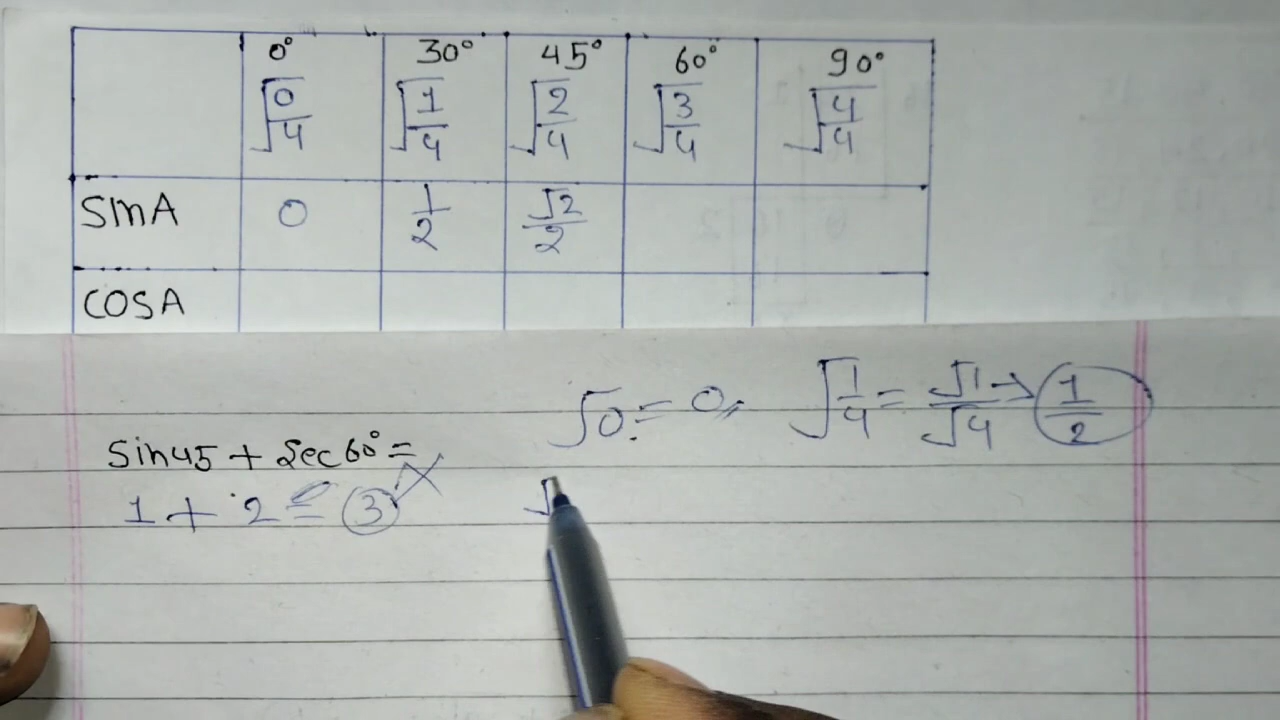 0° 30° 45° 60° 90°
√0/4 √1/4 √2/4 √3/4 √4/4
SinA 0 1/2 √2/2
COSA
√0 = 0, √1/4 = √1/√4 → 1/2
Sin45 + Sec60° =
1 + 2 = 3
√